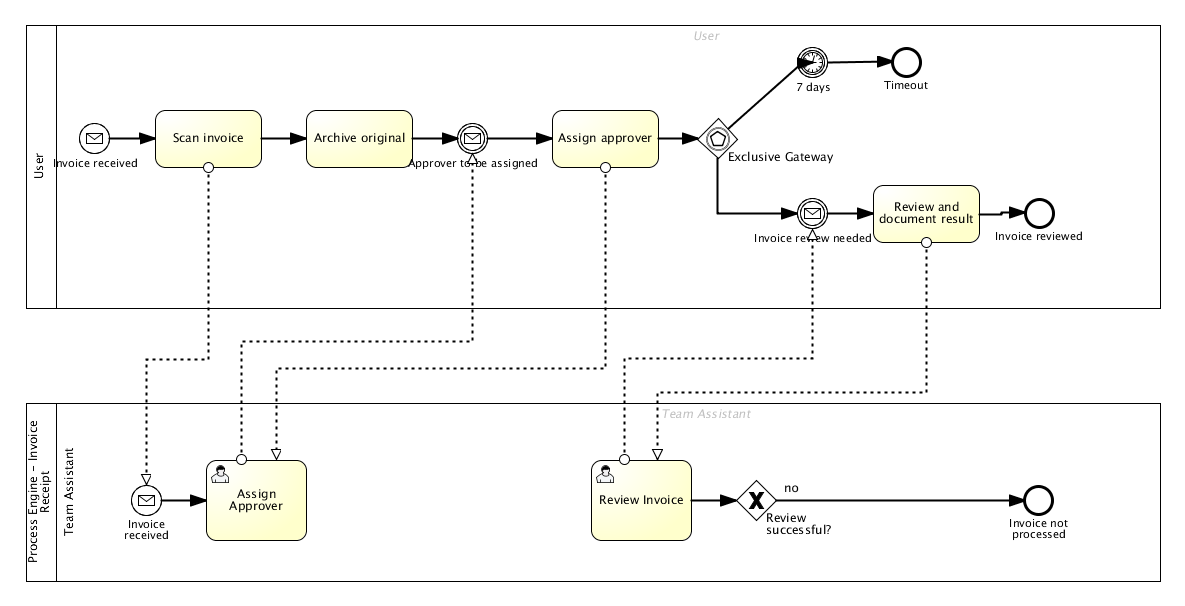 User
User
7 days
Timeout
Scan invoice
Archive original
Assign approver
Invoice received
Approver to be assigned
Exclusive Gateway
Review and
document result
Invoice review needed
Invoice reviewed
Process Engine - Invoice
Receipt
Team Assistant
Team Assistant
Assign
Approver
Review Invoice
no
Invoice
received
Review
successful?
Invoice not
processed